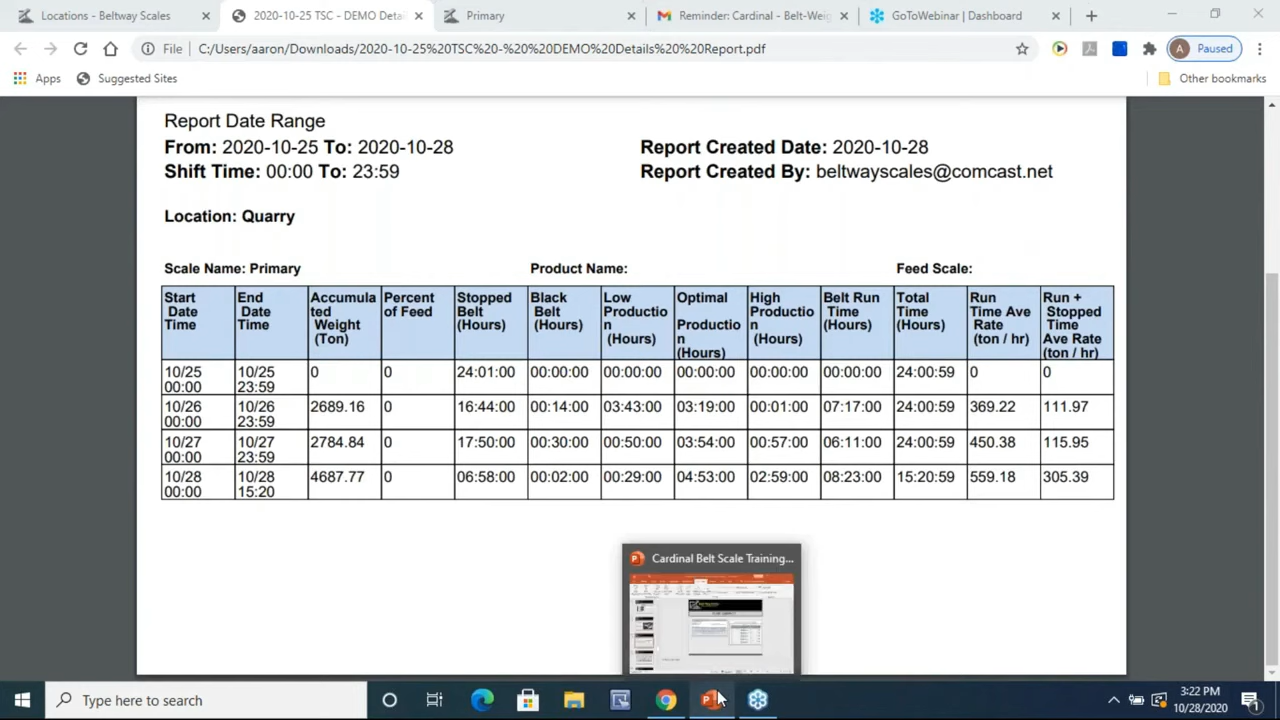 Locations - Beltway Scales
2020-10-25 TSC - DEMO Detai
Primary
Reminder: Cardinal - Belt-Weig
GoToWebinar | Dashboard
File
C:/Users/aaron/Downloads/2020-10-25%20TSC%20-%20%20DEMO%20Details%20%20Report.pdf
A Paused
Apps
Suggested Sites
Other bookmarks
Report Date Range
From: 2020-10-25 To: 2020-10-28
Shift Time: 00:00 To: 23:59
Report Created Date: 2020-10-28
Report Created By: beltwayscales@comcast.net
Location: Quarry
Scale Name: Primary
Product Name:
Feed Scale:
Start Date Time
End Date Time
Accumula ted Weight (Ton)
Percent of Feed
Stopped Belt (Hours)
Black Belt (Hours)
Low Productio n (Hours)
Optimal Productio n (Hours)
High Productio n (Hours)
Belt Run Time (Hours)
Total Time (Hours)
Run Time Ave Rate (ton / hr)
Run + Stopped Time Ave Rate (ton / hr)
10/25 00:00 10/25 23:59 0 0 24:01:00 00:00:00 00:00:00 00:00:00 00:00:00 00:00:00 24:00:59 0 0
10/26 00:00 10/26 23:59 2689.16 0 16:44:00 00:14:00 03:43:00 03:19:00 00:01:00 07:17:00 24:00:59 369.22 111.97
10/27 00:00 10/27 23:59 2784.84 0 17:50:00 00:30:00 00:50:00 03:54:00 00:57:00 06:11:00 24:00:59 450.38 115.95
10/28 00:00 10/28 15:20 4687.77 0 06:58:00 00:02:00 00:29:00 04:53:00 02:59:00 08:23:00 15:20:59 559.18 305.39
Cardinal Belt Scale Training...
Type here to search
3:22 PM
10/28/2020
1